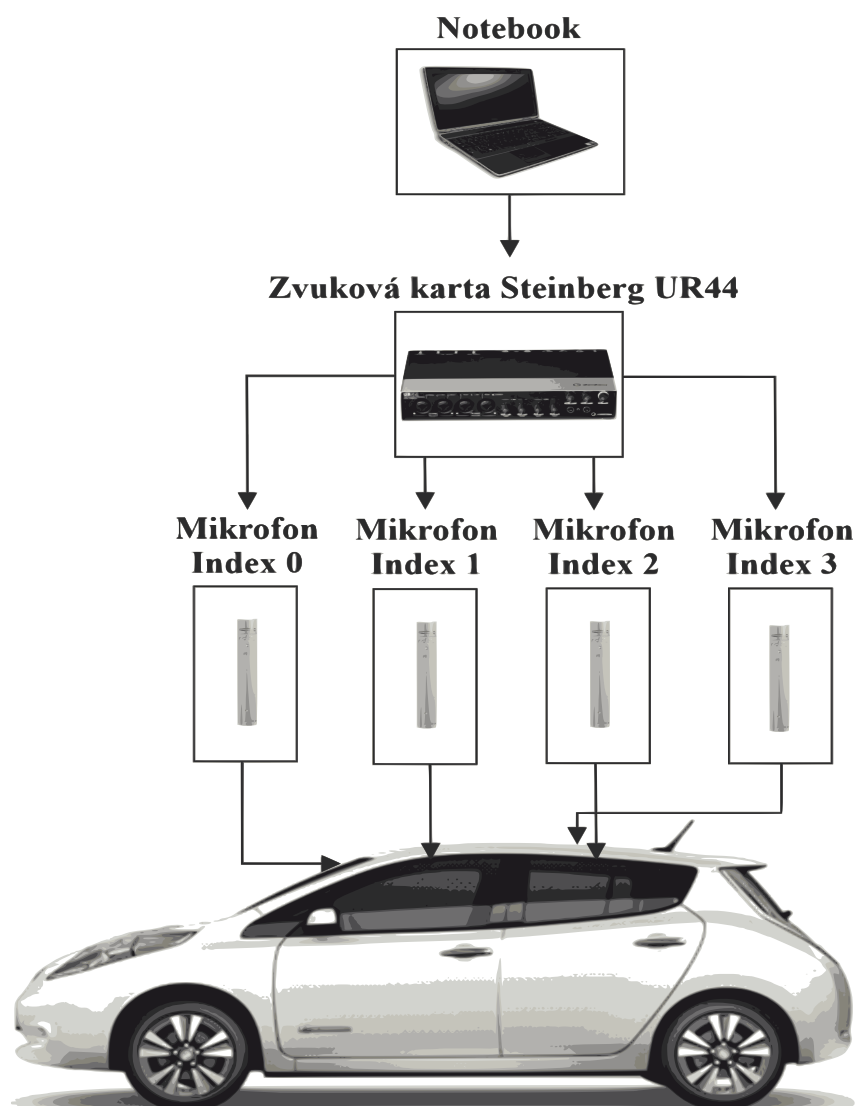 Notebook
Zvuková karta Steinberg UR44
Mikrofon
Index 0
Mikrofon
Index 1
Mikrofon
Index 2
Mikrofon
Index 3